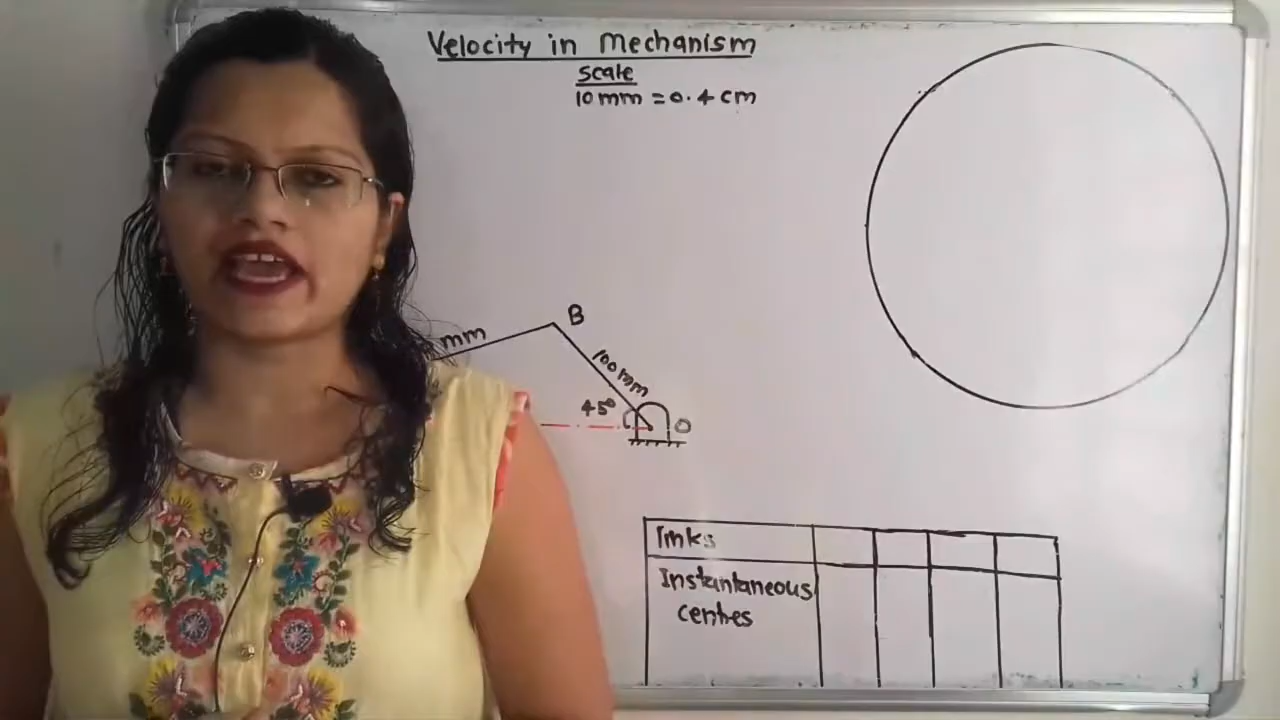 Velocity in Mechanism
Scale
10 mm = 0.4 cm
B
mm
100 mm
45°
O
links
Instantaneous
centres